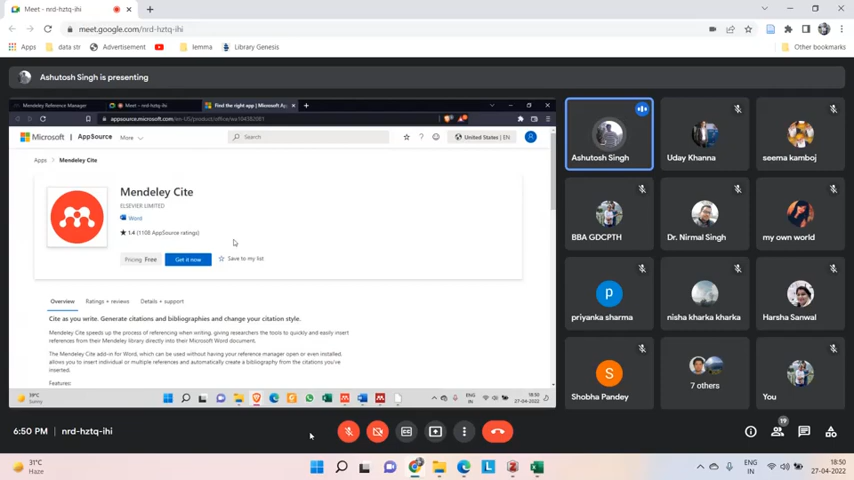 Meet - nrd-hztq-ihi
meet.google.com/nrd-hztq-ihi
Apps
data str
Advertisement
lemma
Library Genesis
Other bookmarks
Ashutosh Singh is presenting
Mendeley Reference Manager
Meet – nrd-hztq-ihi
Find the right app | Microsoft Ap
Microsoft
AppSource
More
Search
United States | EN
Apps
Mendeley Cite
Mendeley Cite
ELSEVIER LIMITED
Word
1.4 (1108 AppSource ratings)
Pricing Free
Get it now
Save to my list
Overview
Ratings + reviews
Details + support
Cite as you write. Generate citations and bibliographies and change your citation style.
Mendeley Cite speeds up the process of referencing when writing, giving researchers the tools to quickly and easily insert
references from their Mendeley library directly into their Microsoft Word document.
The Mendeley Cite add-in for Word, which can be used without having your reference manager open or even installed,
allows you to insert individual or multiple references and automatically create a bibliography from the citations you've
inserted.
Features:
39°C
Sunny
ENG
IN
18:50
27-04-2022
Ashutosh Singh
Uday Khanna
seema kamboj
BBA GDCPTH
Dr. Nirmal Singh
my own world
p
priyanka sharma
nisha kharka kharka
Harsha Sanwal
S
Shobha Pandey
7 others
You
6:50 PM
nrd-hztq-ihi
19
31°C
Haze
ENG
IN
18:50
27-04-2022